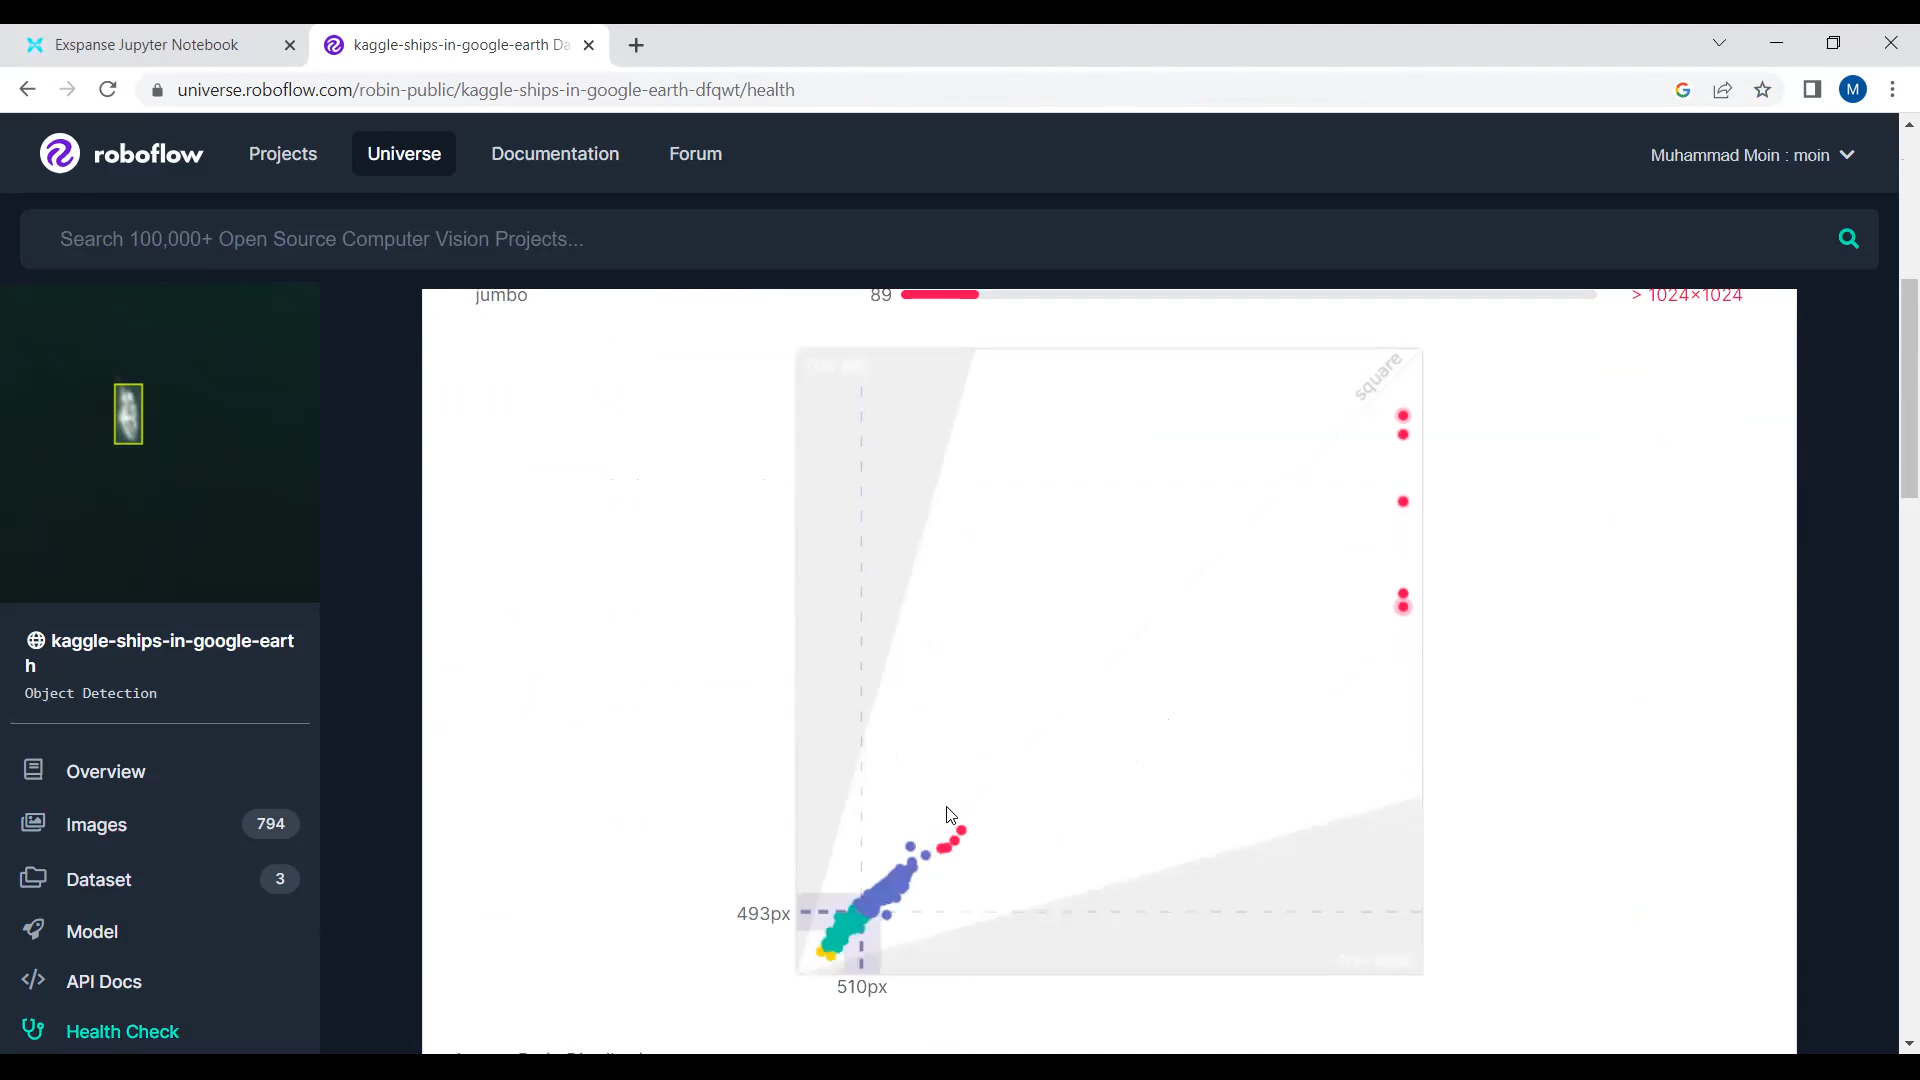 Exspanse Jupyter Notebook
kaggle-ships-in-google-earth Da
universe.roboflow.com/robin-public/kaggle-ships-in-google-earth-dfqwt/health
M
roboflow
Projects
Universe
Documentation
Forum
Muhammad Moin : moin
Search 100,000+ Open Source Computer Vision Projects...
jumbo
89
> 1024×1024
square
493px
510px
kaggle-ships-in-google-eart
h
Object Detection
Overview
Images
794
Dataset
3
Model
API Docs
Health Check